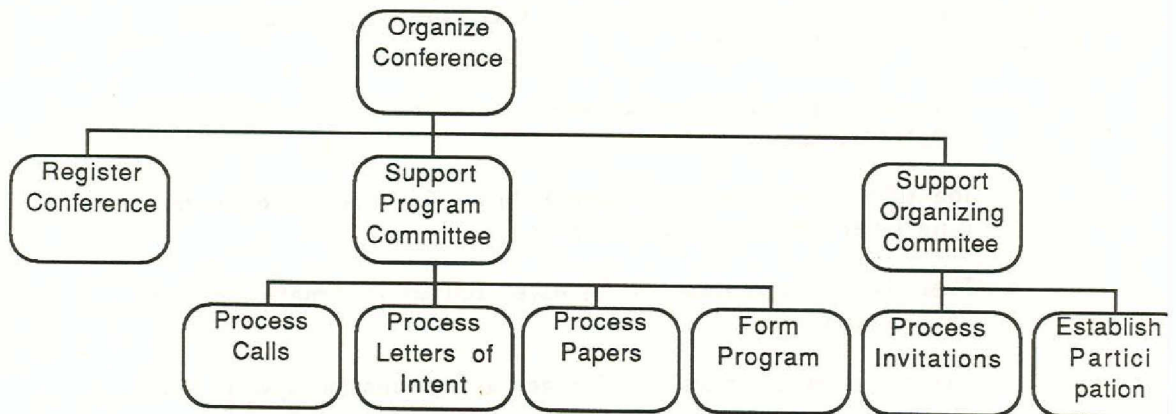 Organize
Conference
Register
Conference
Support
Program
Committee
Support
Organizing
Commitee
Process
Calls
Process
Letters of
Intent
Process
Papers
Form
Program
Process
Invitations
Establish
Partici
pation